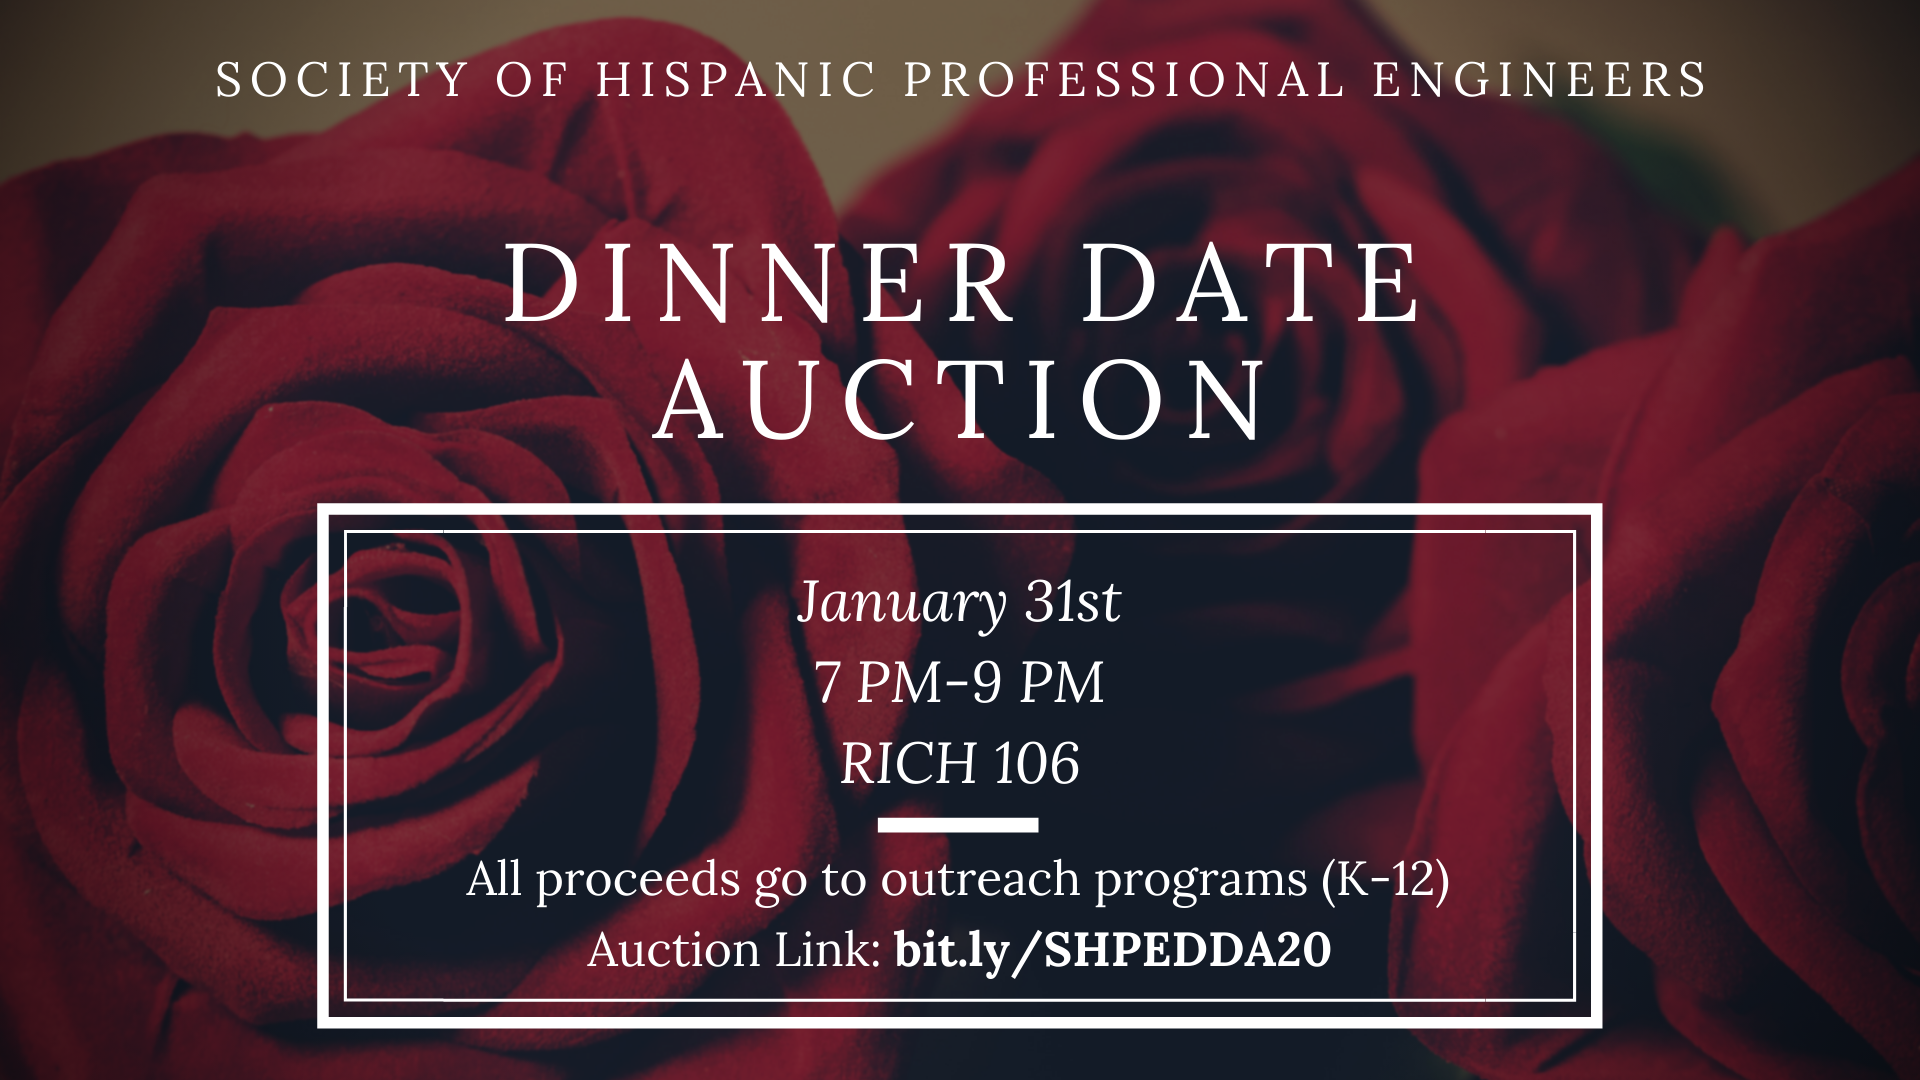 SOCIETY OF HISPANIC PROFESSIONAL ENGINEERS
DINNER DATE
AUCTION
January 31st
7 PM-9 PM
RICH 106
All proceeds go to outreach programs (K-12)
Auction Link: bit.ly/SHPEDDA20